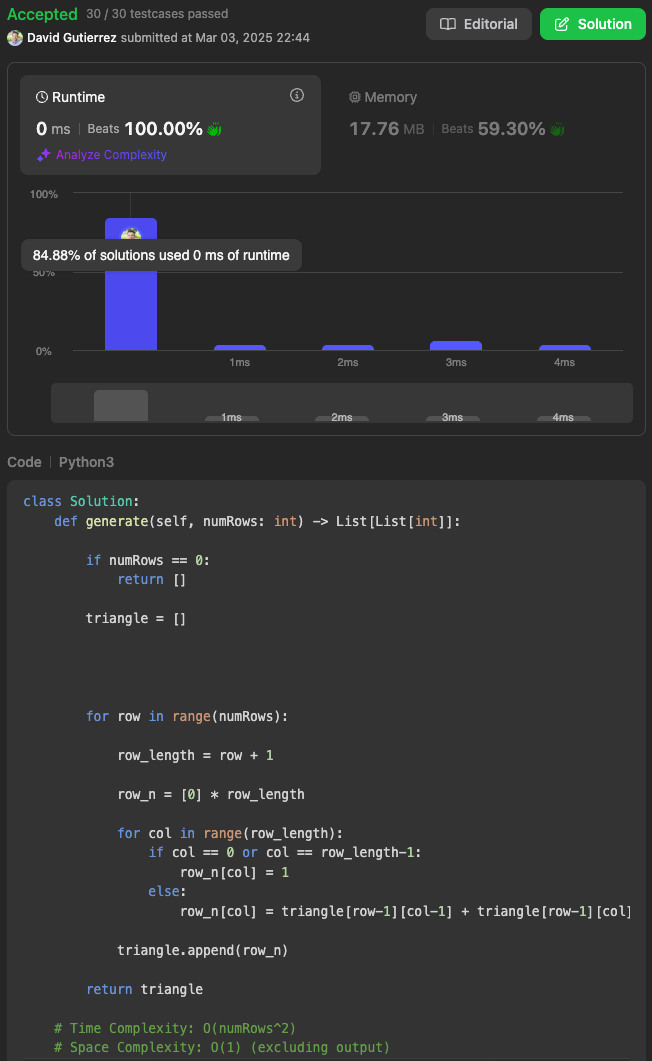 Accepted 30 / 30 testcases passed
David Gutierrez submitted at Mar 03, 2025 22:44
Editorial
Solution
Runtime
0 ms | Beats 100.00%
Analyze Complexity
Memory
17.76 MB | Beats 59.30%
100%
84.88% of solutions used 0 ms of runtime
50%
0%
1ms 2ms 3ms 4ms
1ms 2ms 3ms 4ms
Code | Python3
class Solution:
    def generate(self, numRows: int) -> List[List[int]]:
        if numRows == 0:
            return []
        triangle = []
        for row in range(numRows):
            row_length = row + 1
            row_n = [0] * row_length
            for col in range(row_length):
                if col == 0 or col == row_length-1:
                    row_n[col] = 1
                else:
                    row_n[col] = triangle[row-1][col-1] + triangle[row-1][col]
            triangle.append(row_n)
        return triangle
    # Time Complexity: O(numRows^2)
    # Space Complexity: O(1) (excluding output)